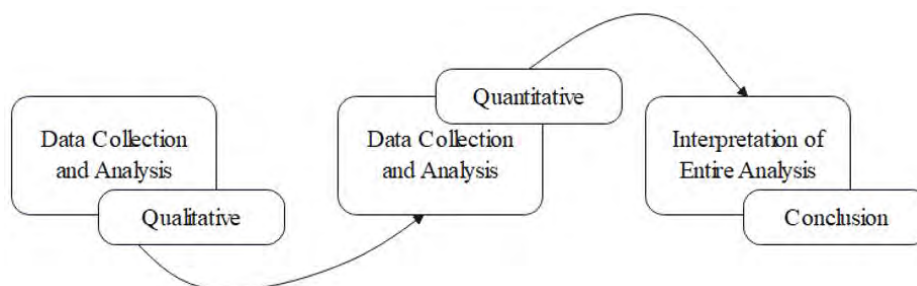 Data Collection
and Analysis
Qualitative
Quantitative
Data Collection
and Analysis
Interpretation of
Entire Analysis
Conclusion